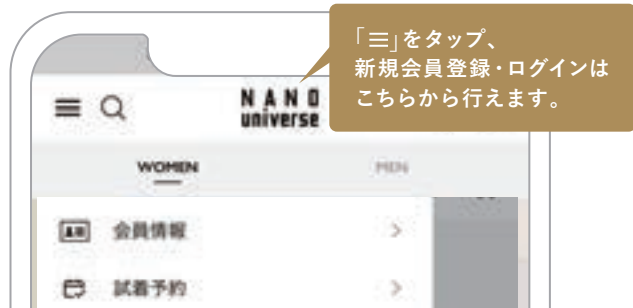 「≡」をタップ、
新規会員登録・ログインは
こちらから行えます。
NANO
universe
WOMEN MEN
会員情報
試着予約